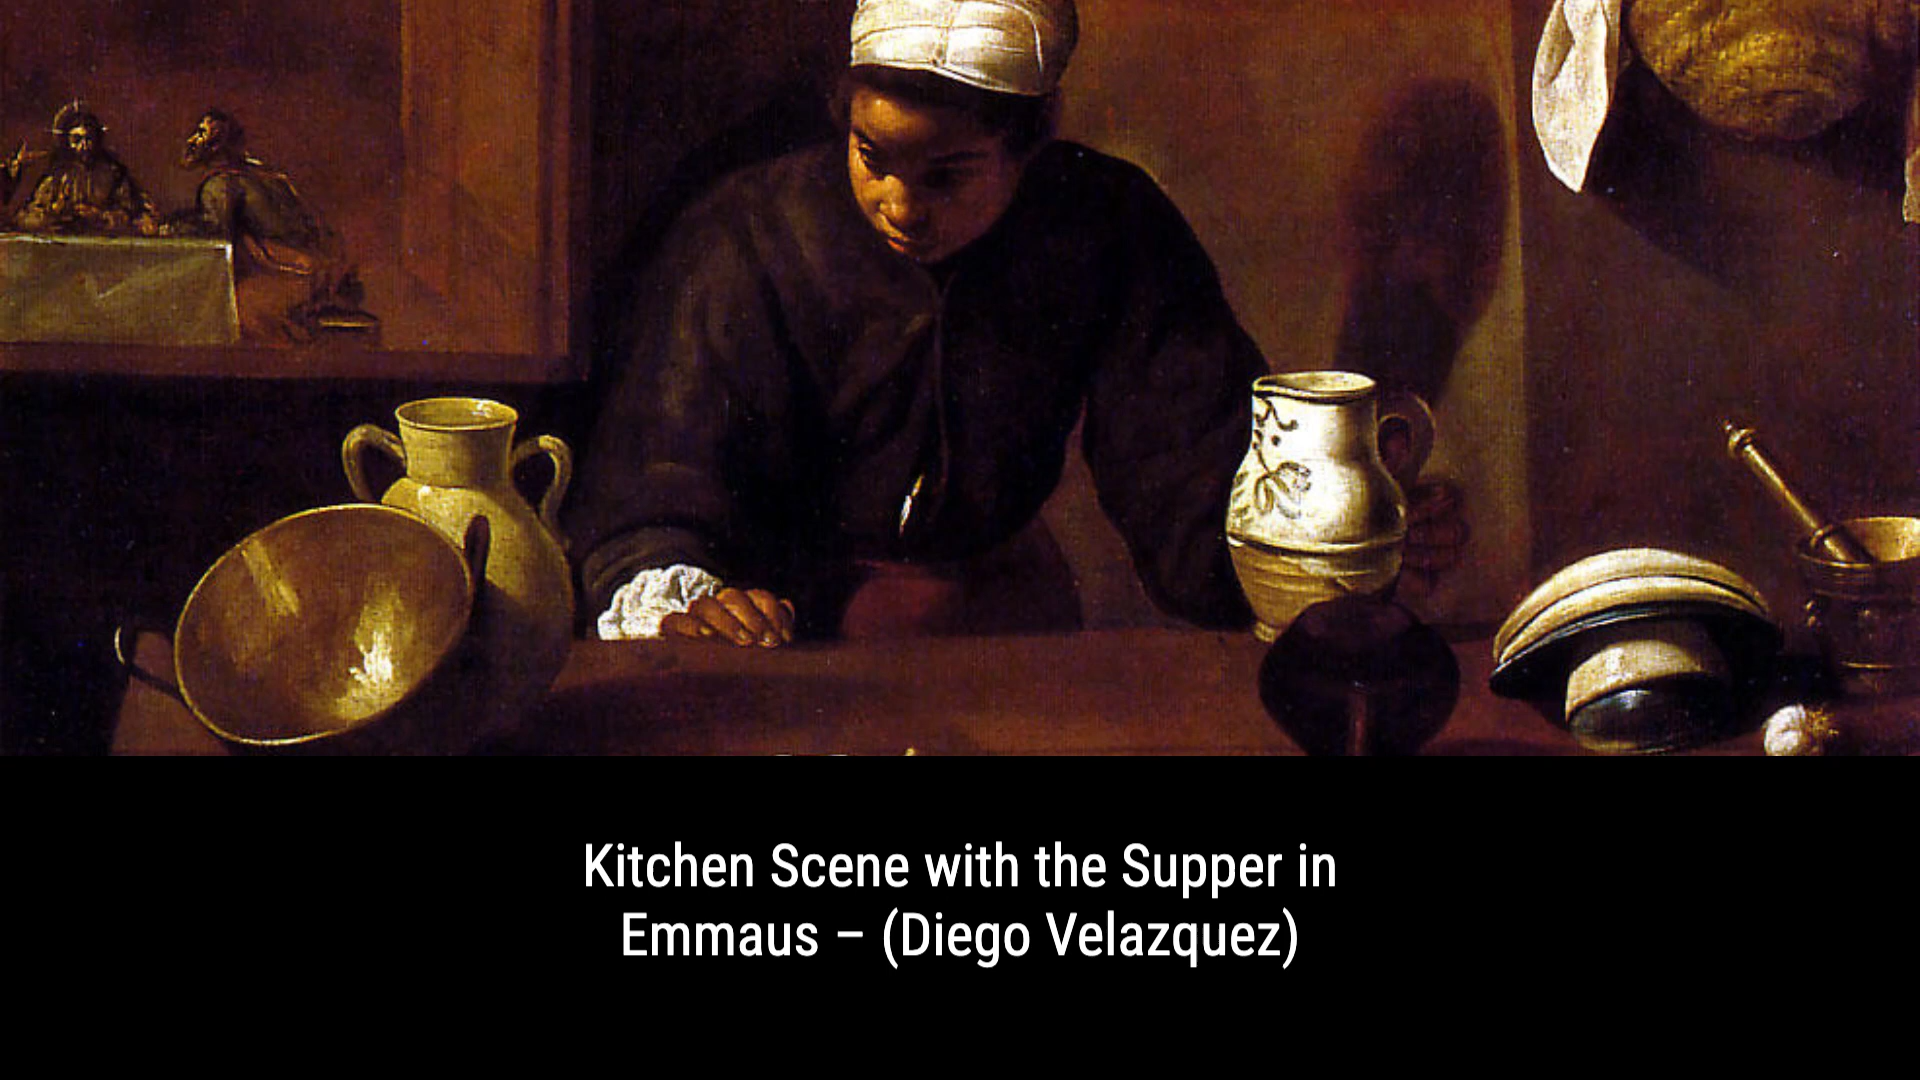 Kitchen Scene with the Supper in
Emmaus – (Diego Velazquez)